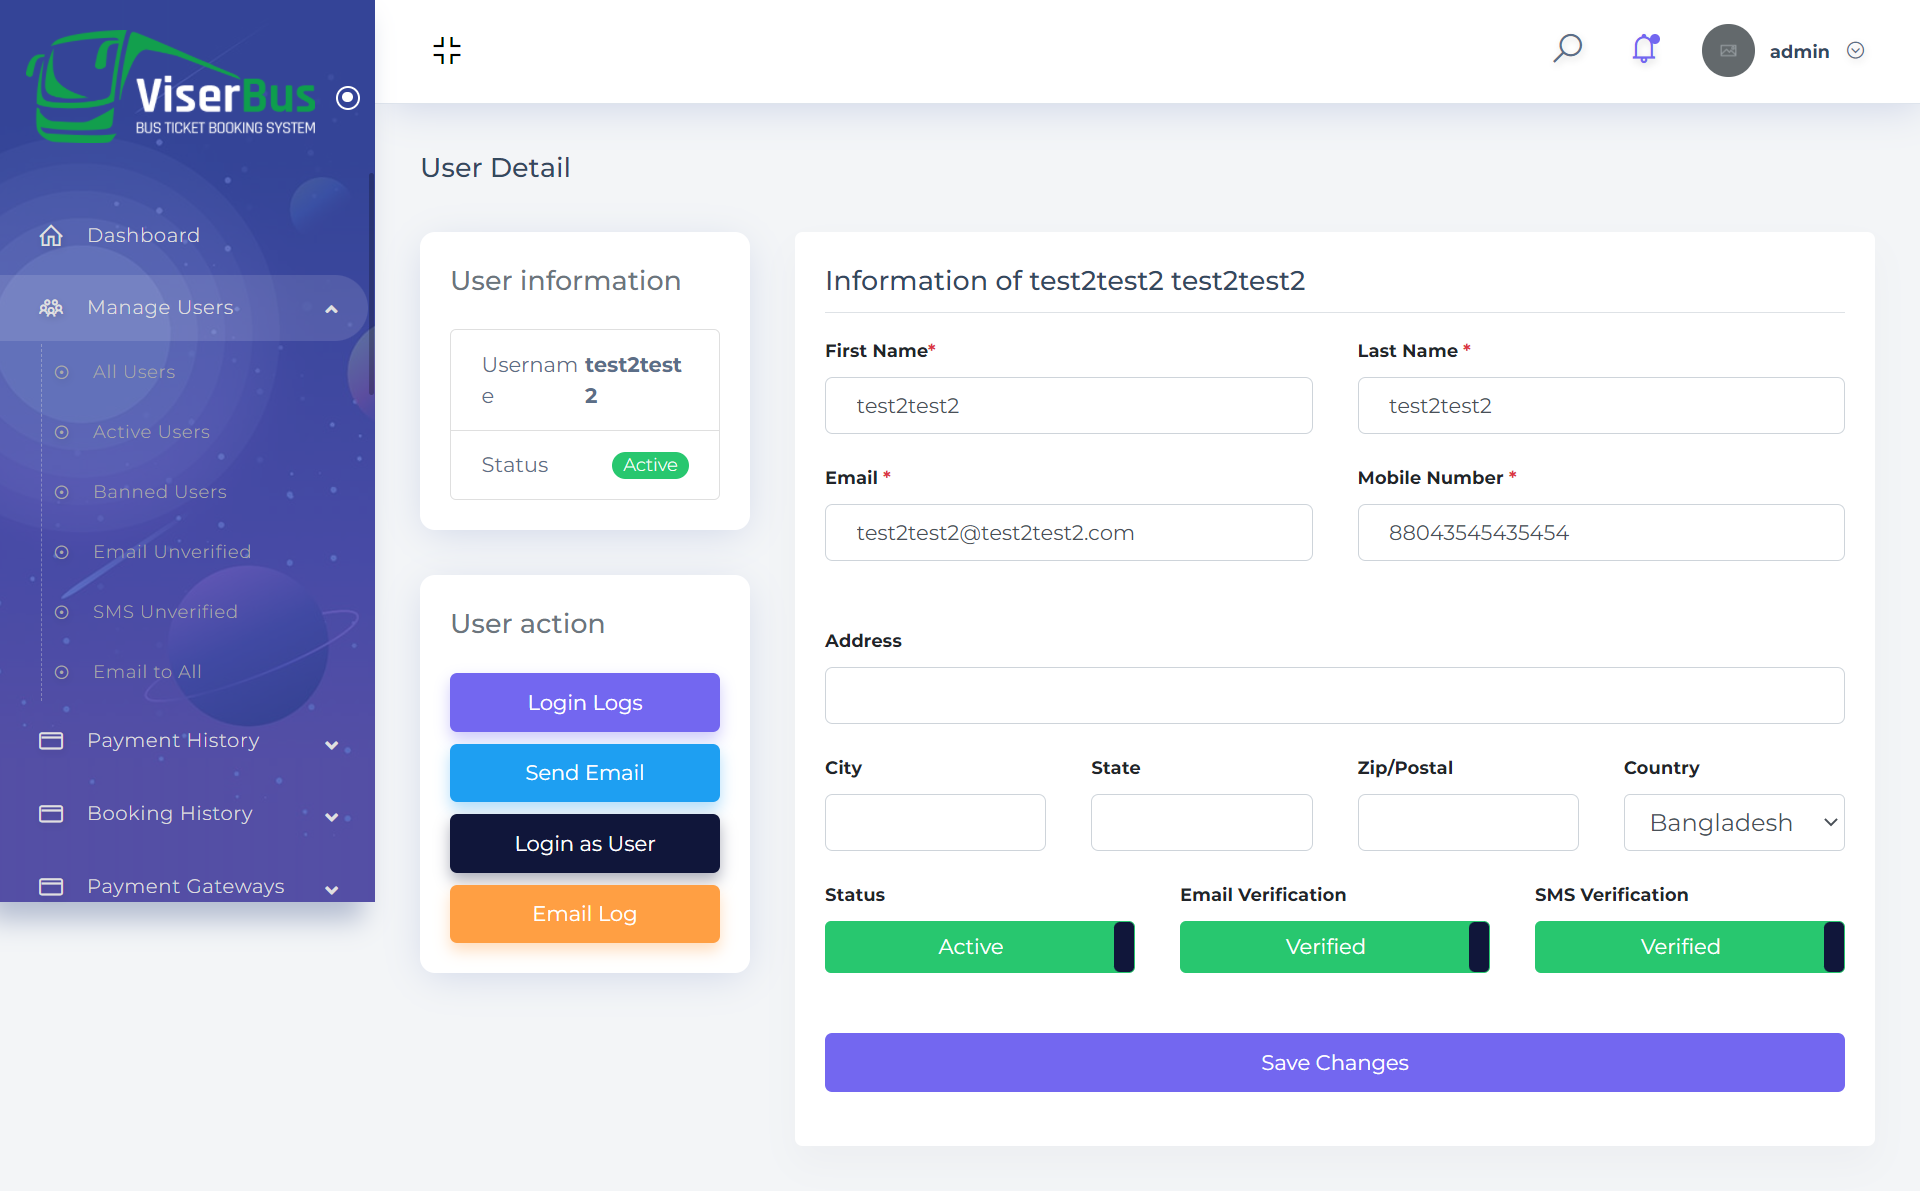 ViserBus
BUS TICKET BOOKING SYSTEM
admin
Dashboard
Manage Users
All Users
Active Users
Banned Users
Email Unverified
SMS Unverified
Email to All
Payment History
Booking History
Payment Gateways
User Detail
User information
Usernam test2test
e 2
Status Active
User action
Login Logs
Send Email
Login as User
Email Log
Information of test2test2 test2test2
First Name* Last Name *
test2test2 test2test2
Email * Mobile Number *
test2test2@test2test2.com 88043545435454
Address
City State Zip/Postal Country
Bangladesh
Status Email Verification SMS Verification
Active Verified Verified
Save Changes